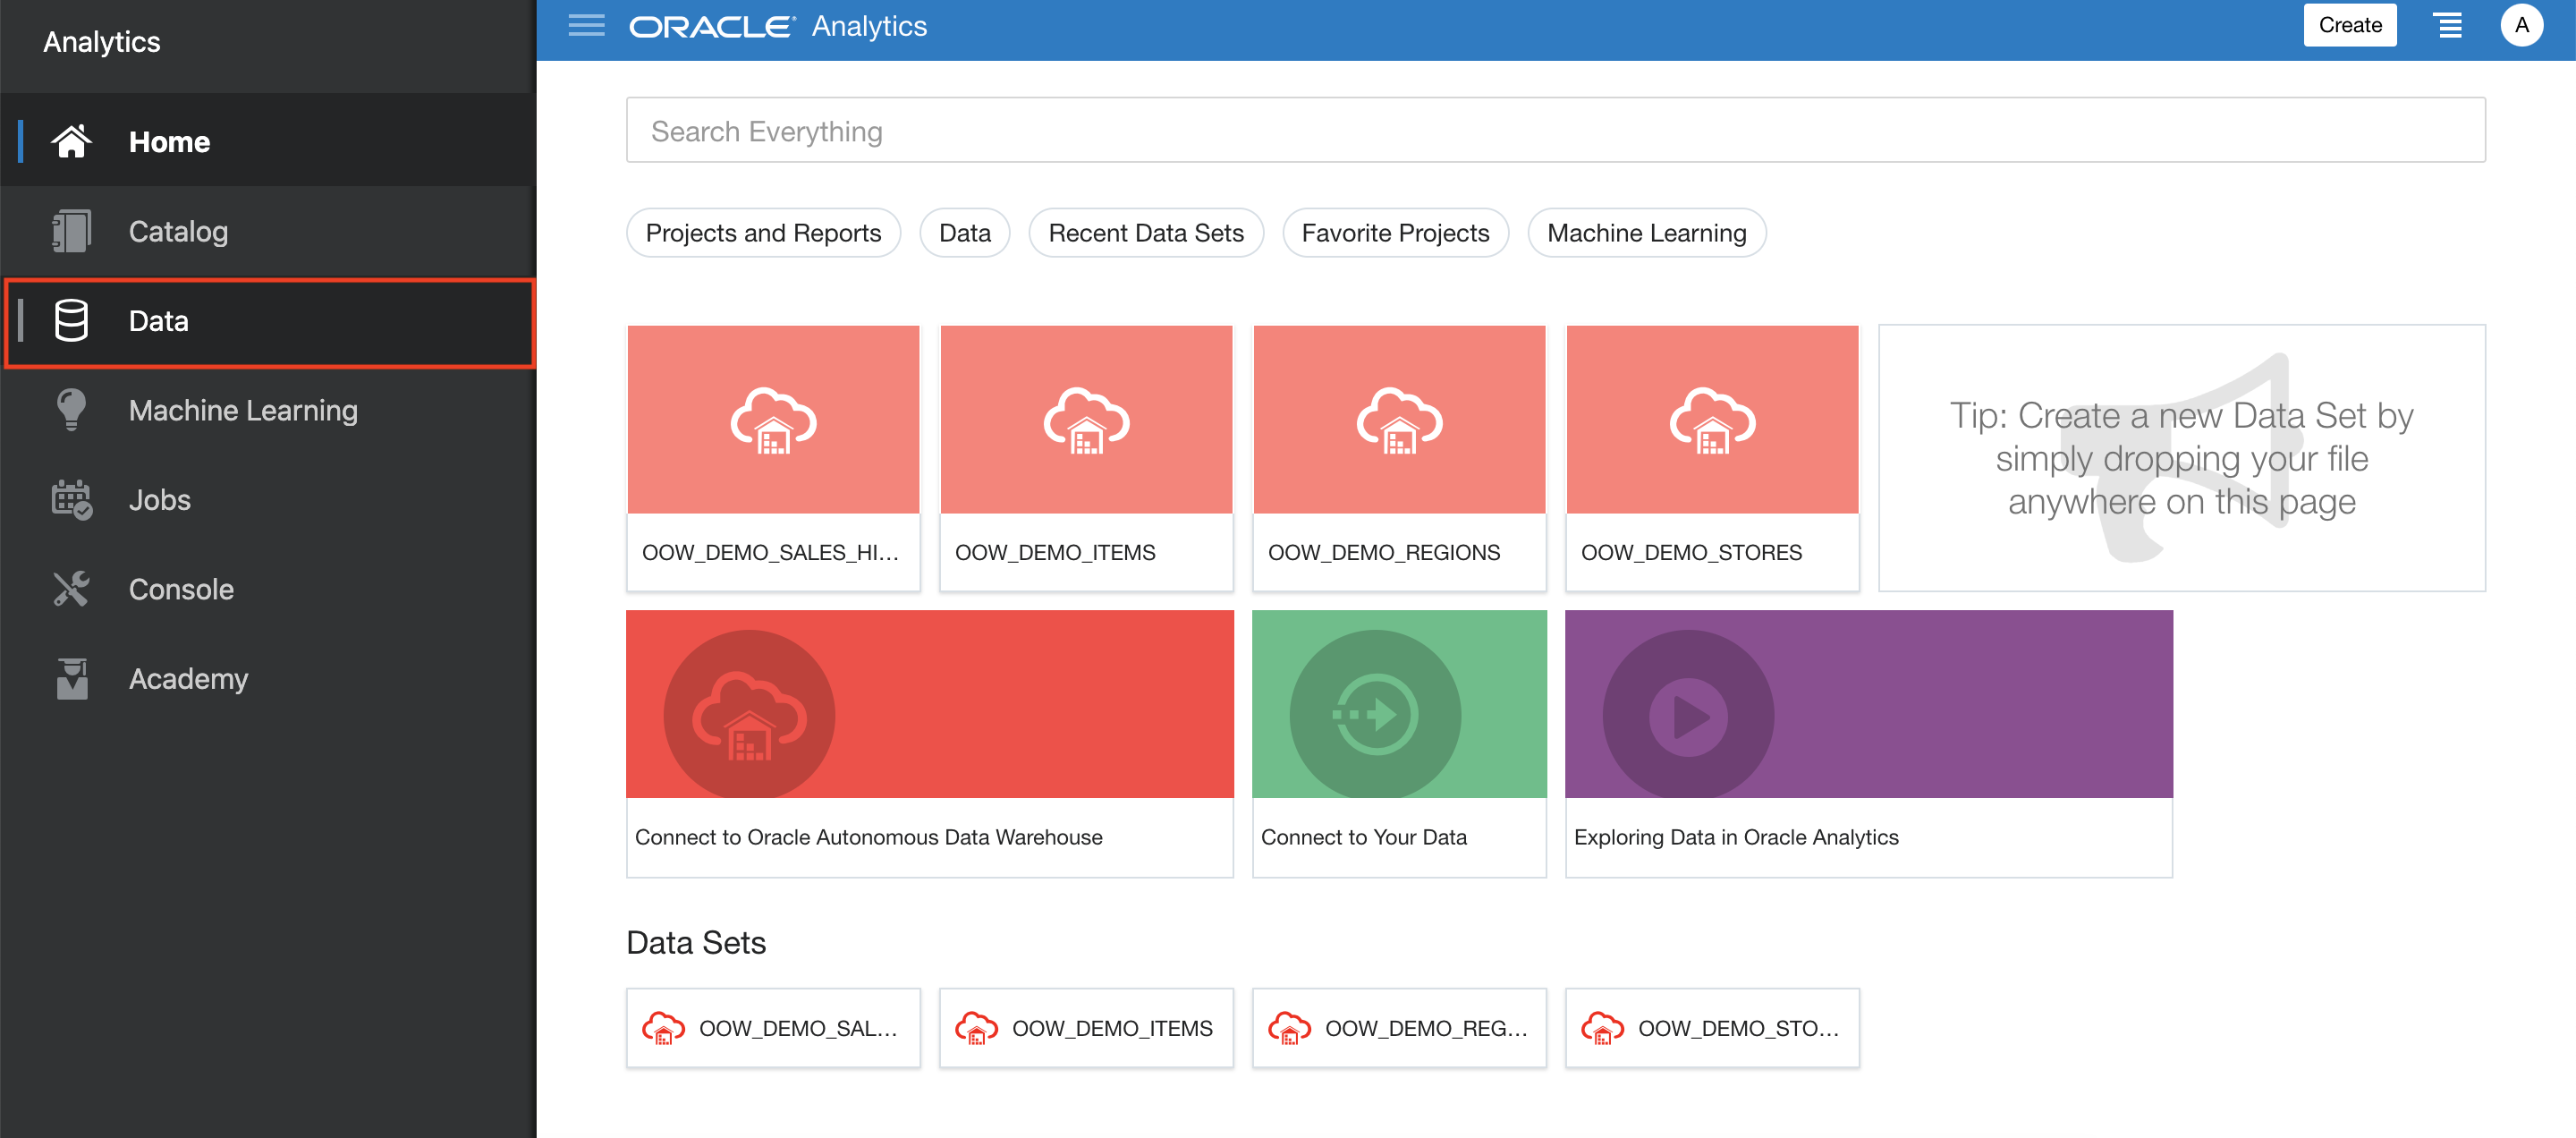 Analytics
Home
Catalog
Data
Machine Learning
Jobs
Console
Academy
ORACLE® Analytics
Create
A
Search Everything
Projects and Reports
Data
Recent Data Sets
Favorite Projects
Machine Learning
OOW_DEMO_SALES_HI...
OOW_DEMO_ITEMS
OOW_DEMO_REGIONS
OOW_DEMO_STORES
Tip: Create a new Data Set by
simply dropping your file
anywhere on this page
Connect to Oracle Autonomous Data Warehouse
Connect to Your Data
Exploring Data in Oracle Analytics
Data Sets
OOW_DEMO_SAL...
OOW_DEMO_ITEMS
OOW_DEMO_REG...
OOW_DEMO_STO...